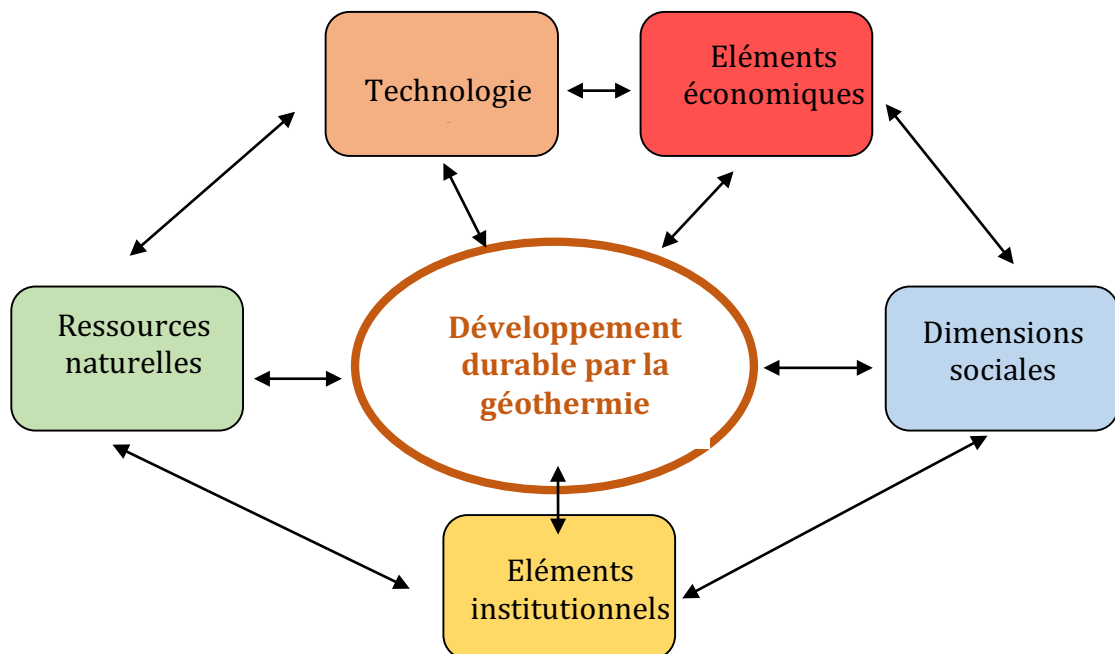 Technologie
Eléments
économiques
Ressources
naturelles
Développement
durable par la
géothermie
Dimensions
sociales
Eléments
institutionnels